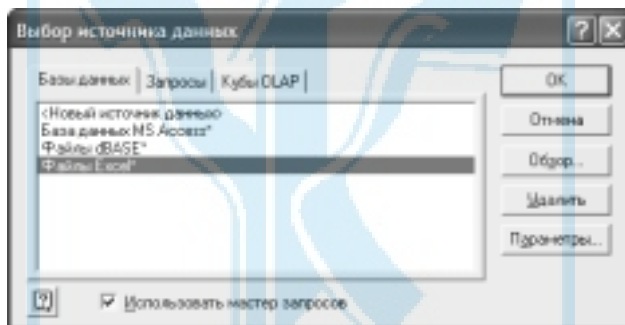 Выбор источника данных
Базы данных Запросы Кубы OLAP
<Новый источник данных>
База данных MS Access*
Файлы dBASE*
Файлы Excel*
OK
Отмена
Обзор...
Удалить
Параметры...
Использовать мастер запросов